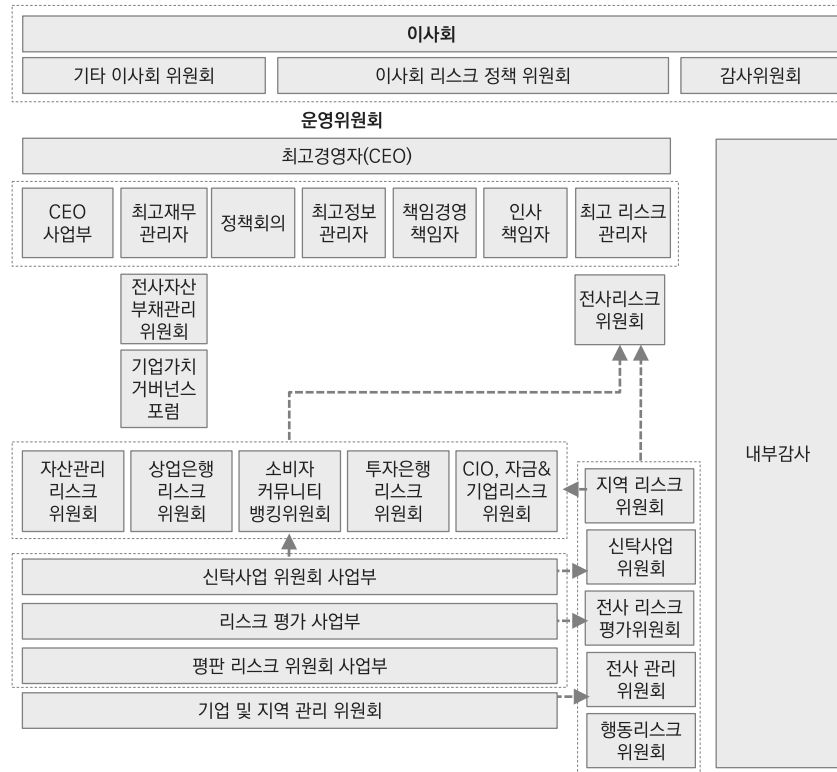 이사회
기타 이사회 위원회
이사회 리스크 정책 위원회
감사위원회
운영위원회
최고경영자(CEO)
CEO
사업부
최고재무
관리자
정책회의
최고정보
관리자
책임경영
책임자
인사
책임자
최고 리스크
관리자
전사자산
부채관리
위원회
전사리스크
위원회
기업가치
거버넌스
포럼
내부감사
자산관리
리스크
위원회
상업은행
리스크
위원회
소비자
커뮤니티
뱅킹위원회
투자은행
리스크
위원회
CIO, 자금&
기업리스크
위원회
지역 리스크
위원회
신탁사업
위원회
전사 리스크
평가위원회
전사 관리
위원회
행동리스크
위원회
신탁사업 위원회 사업부
리스크 평가 사업부
평판 리스크 위원회 사업부
기업 및 지역 관리 위원회